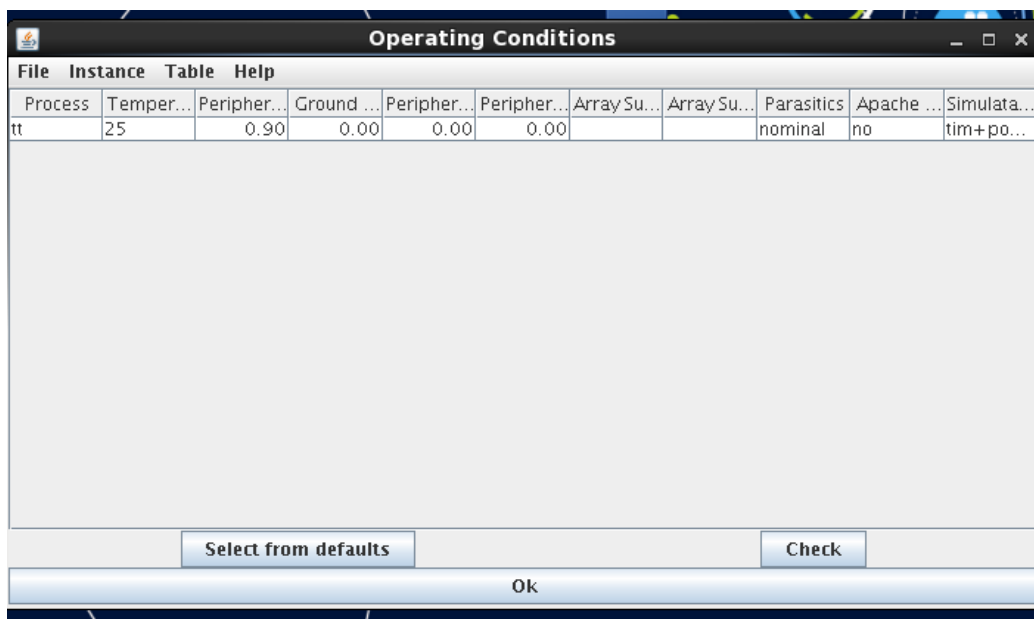 Operating Conditions
File Instance Table Help
Process Temper... Peripher... Ground ... Peripher... Peripher... Array Su... Array Su... Parasitics Apache ... Simulata...
tt 25 0.90 0.00 0.00 0.00 nominal no tim+po...
Select from defaults Check
Ok